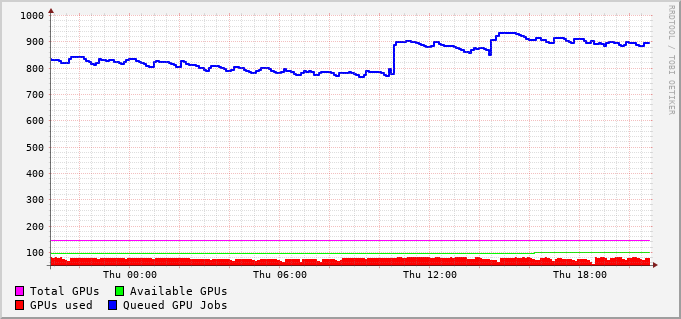 1000
900
800
700
600
500
400
300
200
100
Thu 00:00 Thu 06:00 Thu 12:00 Thu 18:00
Total GPUs Available GPUs
GPUs used Queued GPU Jobs
RRDTOOL / TOBI OETIKER